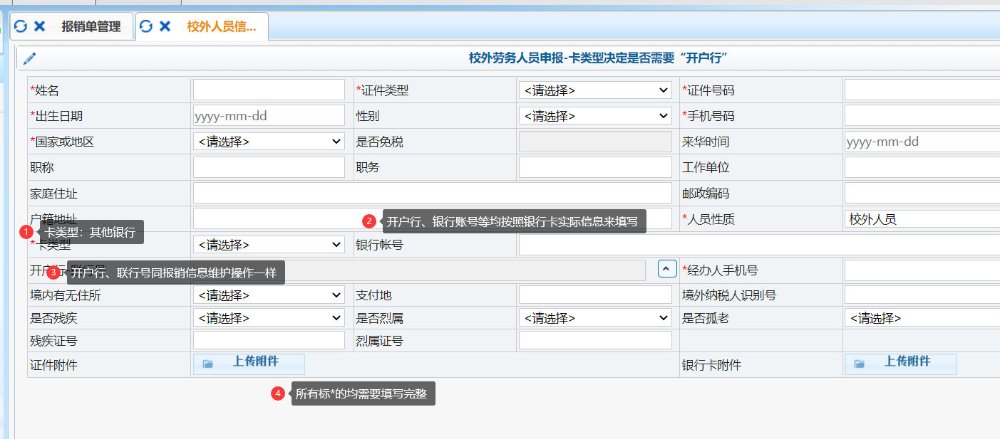 报销单管理 校外人员信...
校外劳务人员申报-卡类型决定是否需要“开户行”
*姓名 *证件类型 <请选择> *证件号码
*出生日期 yyyy-mm-dd 性别 <请选择> *手机号码
*国家或地区 <请选择> 是否免税 来华时间 yyyy-mm-dd
职称 职务 工作单位
家庭住址 邮政编码
户籍地址 *人员性质 校外人员
2 开户行、银行账号等均按照银行卡实际信息来填写
1 卡类型：其他银行
*卡类型 <请选择> 银行帐号
开户行-联行号 *经办人手机号
3 开户行、联行号同报销信息维护操作一样
境内有无住所 <请选择> 支付地 境外纳税人识别号
是否残疾 <请选择> 是否烈属 <请选择> 是否孤老 <请选择>
残疾证号 烈属证号
证件附件 上传附件 银行卡附件 上传附件
4 所有标*的均需要填写完整